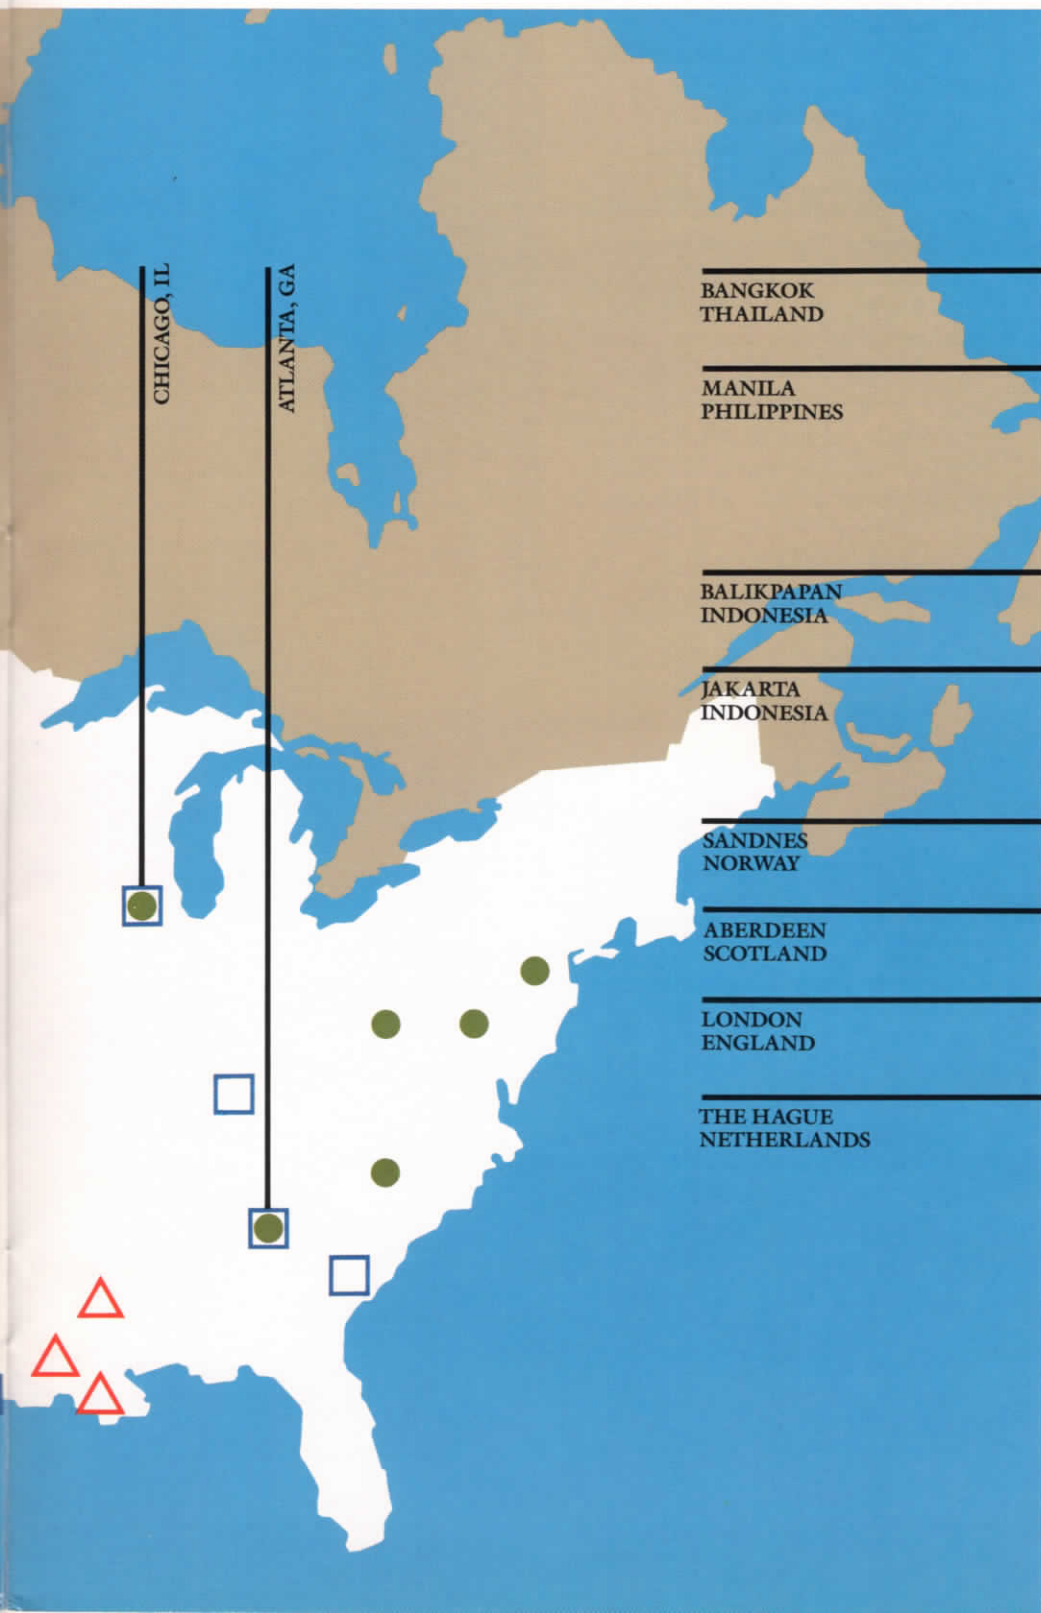 CHICAGO, IL
ATLANTA, GA
BANGKOK
THAILAND
MANILA
PHILIPPINES
BALIKPAPAN
INDONESIA
JAKARTA
INDONESIA
SANDNES
NORWAY
ABERDEEN
SCOTLAND
LONDON
ENGLAND
THE HAGUE
NETHERLANDS